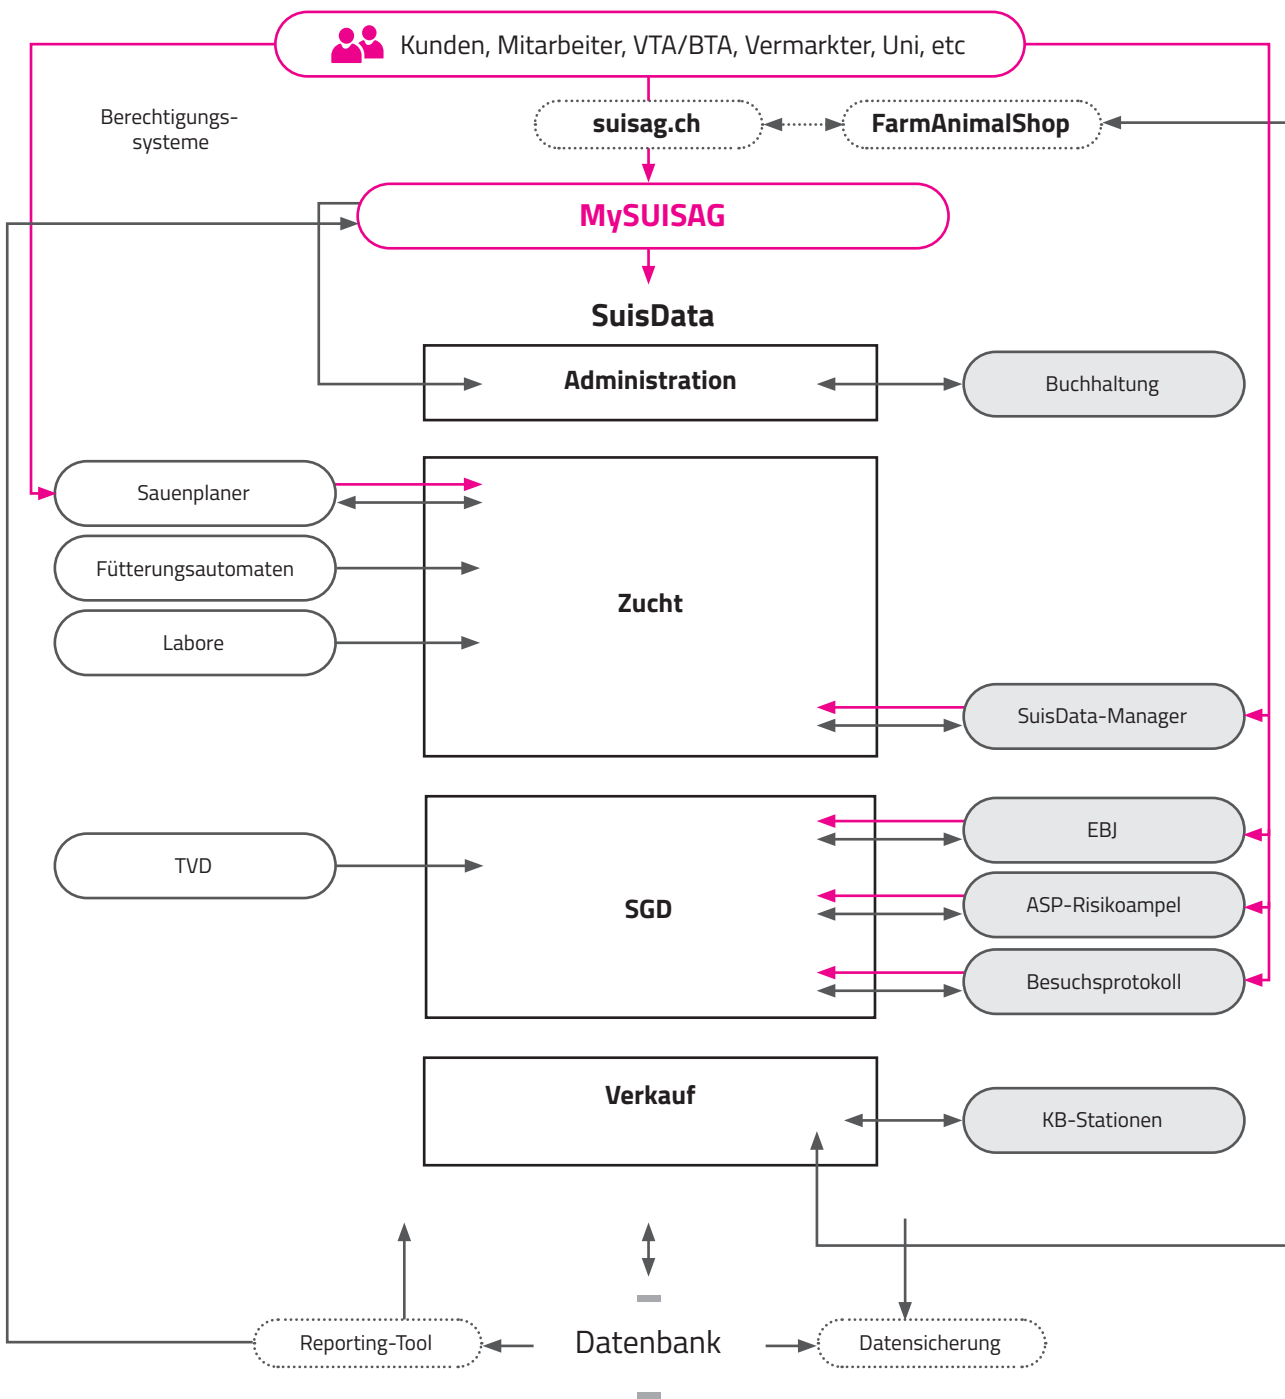 Kunden, Mitarbeiter, VTA/BTA, Vermarkter, Uni, etc
Berechtigungs-
systeme
suisag.ch
FarmAnimalShop
MySUISAG
SuisData
Administration
Buchhaltung
Sauenplaner
Fütterungsautomaten
Zucht
Labore
SuisData-Manager
EBJ
TVD
SGD
ASP-Risikoampel
Besuchsprotokoll
Verkauf
KB-Stationen
Reporting-Tool
Datenbank
Datensicherung